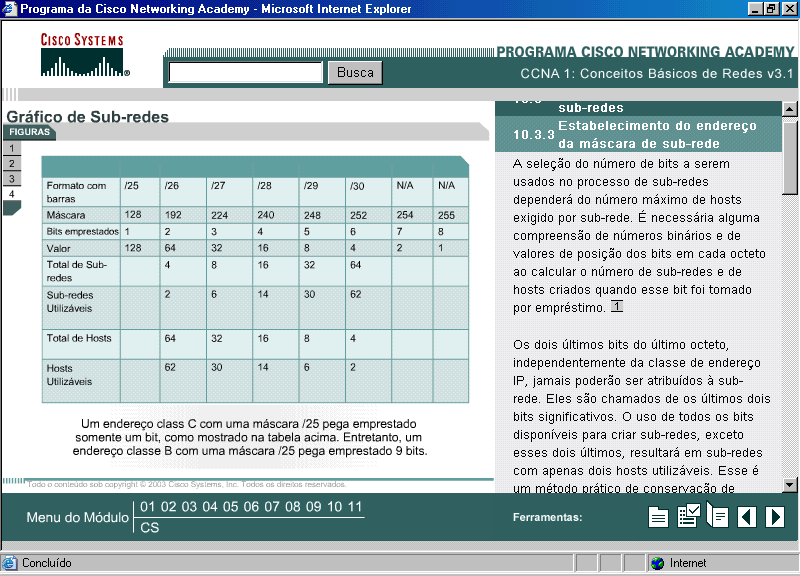 Programa da Cisco Networking Academy - Microsoft Internet Explorer
CISCO SYSTEMS
Busca
PROGRAMA CISCO NETWORKING ACADEMY
CCNA 1: Conceitos Básicos de Redes v3.1
Gráfico de Sub-redes
FIGURAS
1
2
3
4
Formato com barras /25 /26 /27 /28 /29 /30 N/A N/A
Máscara 128 192 224 240 248 252 254 255
Bits emprestados 1 2 3 4 5 6 7 8
Valor 128 64 32 16 8 4 2 1
Total de Sub-redes 4 8 16 32 64
Sub-redes Utilizáveis 2 6 14 30 62
Total de Hosts 64 32 16 8 4
Hosts Utilizáveis 62 30 14 6 2
Um endereço class C com uma máscara /25 pega emprestado
somente um bit, como mostrado na tabela acima. Entretanto, um
endereço classe B com uma máscara /25 pega emprestado 9 bits.
Todo o conteúdo sob copyright © 2003 Cisco Systems, Inc. Todos os direitos reservados.
sub-redes
10.3.3 Estabelecimento do endereço
da máscara de sub-rede
A seleção do número de bits a serem
usados no processo de sub-redes
dependerá do número máximo de hosts
exigido por sub-rede. É necessária alguma
compreensão de números binários e de
valores de posição dos bits em cada octeto
ao calcular o número de sub-redes e de
hosts criados quando esse bit foi tomado
por empréstimo. 1
Os dois últimos bits do último octeto,
independentemente da classe de endereço
IP, jamais poderão ser atribuídos à sub-
rede. Eles são chamados de os últimos dois
bits significativos. O uso de todos os bits
disponíveis para criar sub-redes, exceto
esses dois últimos, resultará em sub-redes
com apenas dois hosts utilizáveis. Esse é
um método prático de conservação de
Menu do Módulo 01 02 03 04 05 06 07 08 09 10 11
CS
Ferramentas:
Concluído
Internet